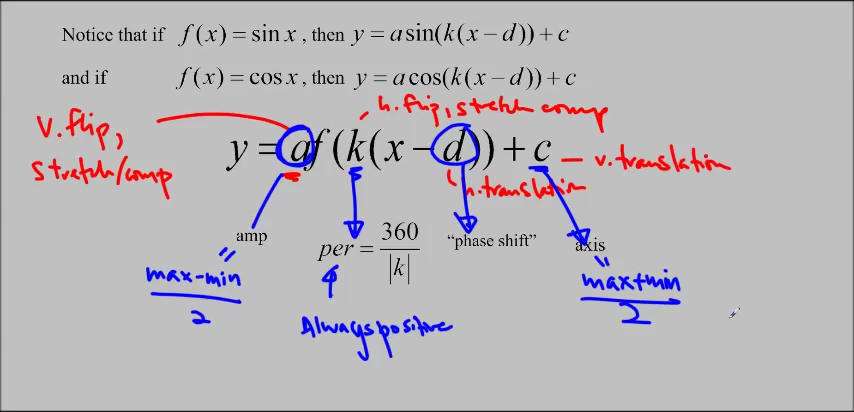 Notice that if f(x) = sin x, then y = a sin(k(x − d)) + c
and if f(x) = cos x, then y = a cos(k(x − d)) + c
h. flip, stretch comp
v. flip,
stretch/comp
y = af(k(x − d)) + c
– v. translation
h. translation
amp
per = 360/|k|
"phase shift"
axis
max-min
2
max+min
2
Always positive